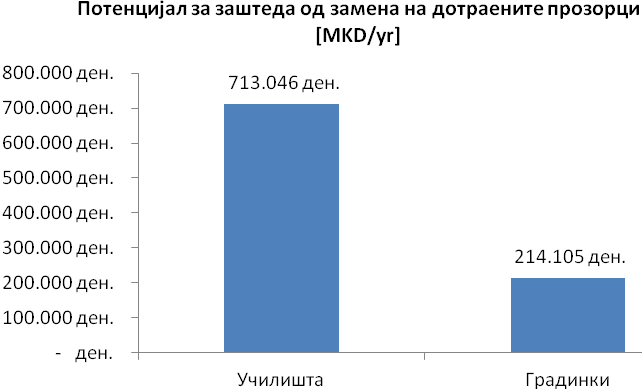 Потенцијал за заштеда од замена на дотраените прозорци
[MKD/yr]
800.000 ден.
700.000 ден.
600.000 ден.
500.000 ден.
400.000 ден.
300.000 ден.
200.000 ден.
100.000 ден.
- ден.
713.046 ден.
214.105 ден.
Училишта
Градинки